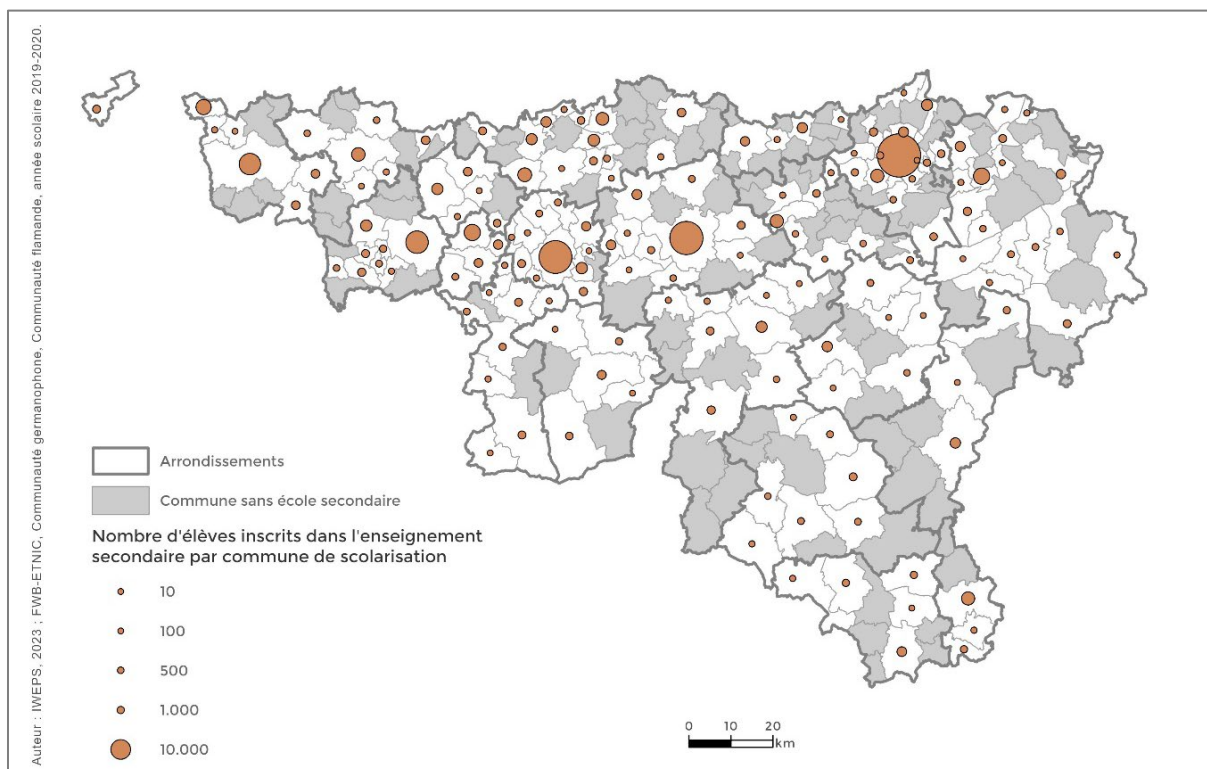 Auteur : IWEPS, 2023 ; FWB-ETNIC, Communauté germanophone, Communauté flamande, année scolaire 2019-2020.
Arrondissements
Commune sans école secondaire
Nombre d'élèves inscrits dans l'enseignement
secondaire par commune de scolarisation
10
100
500
1.000
10.000
0 10 20
km